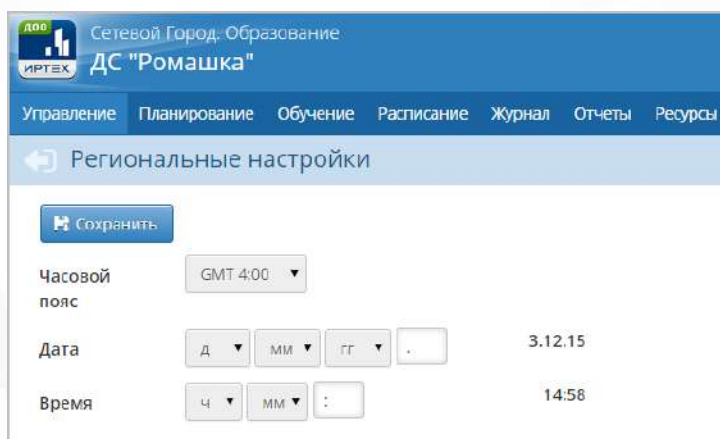 ДОО
ИРТЕХ
Сетевой Город. Образование
ДС "Ромашка"
Управление Планирование Обучение Расписание Журнал Отчеты Ресурсы
Региональные настройки
Сохранить
Часовой пояс GMT 4:00
Дата д мм гг . 3.12.15
Время ч мм : 14:58